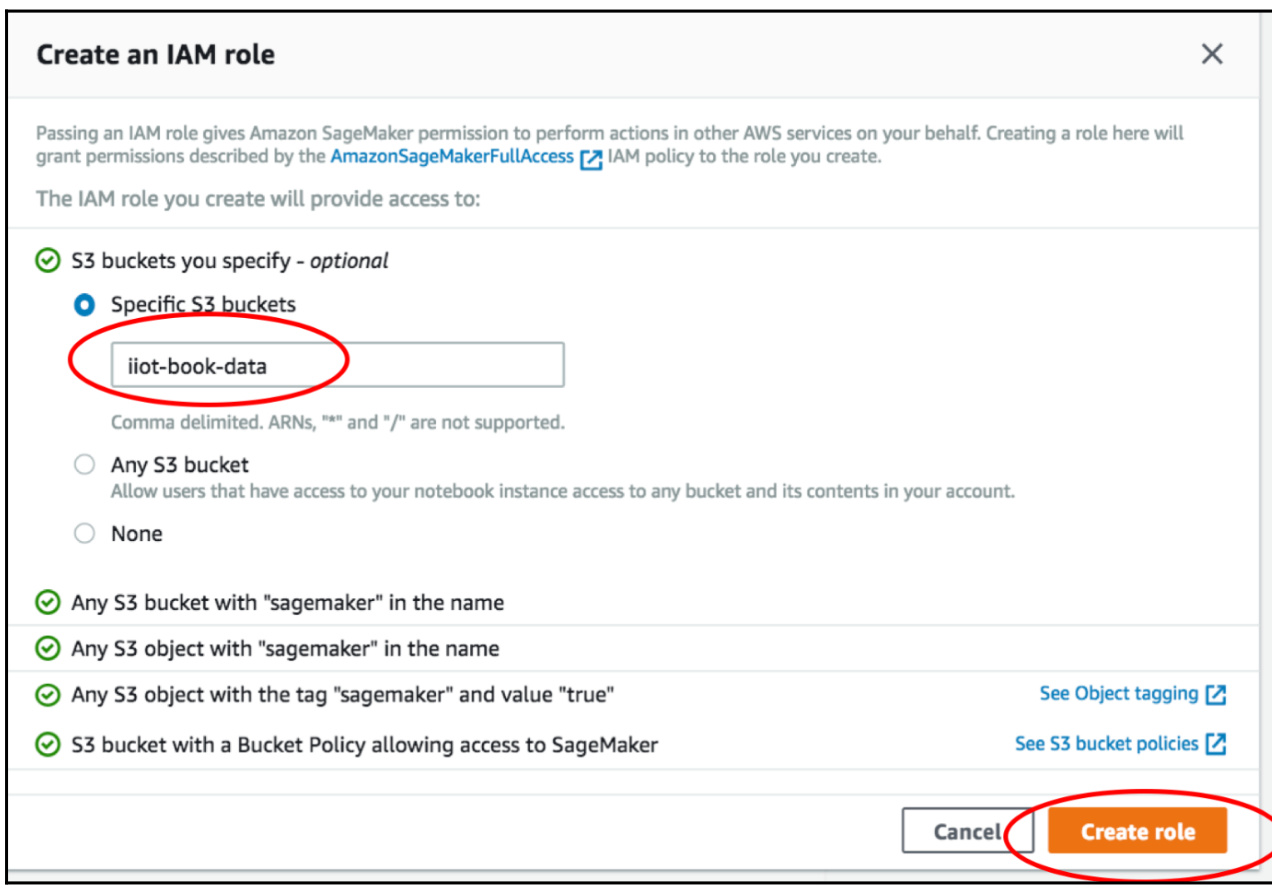 Create an IAM role
Passing an IAM role gives Amazon SageMaker permission to perform actions in other AWS services on your behalf. Creating a role here will
grant permissions described by the AmazonSageMakerFullAccess IAM policy to the role you create.
The IAM role you create will provide access to:
S3 buckets you specify - optional
Specific S3 buckets
iiot-book-data
Comma delimited. ARNs, "*" and "/" are not supported.
Any S3 bucket
Allow users that have access to your notebook instance access to any bucket and its contents in your account.
None
Any S3 bucket with "sagemaker" in the name
Any S3 object with "sagemaker" in the name
Any S3 object with the tag "sagemaker" and value "true" See Object tagging
S3 bucket with a Bucket Policy allowing access to SageMaker See S3 bucket policies
Cancel Create role